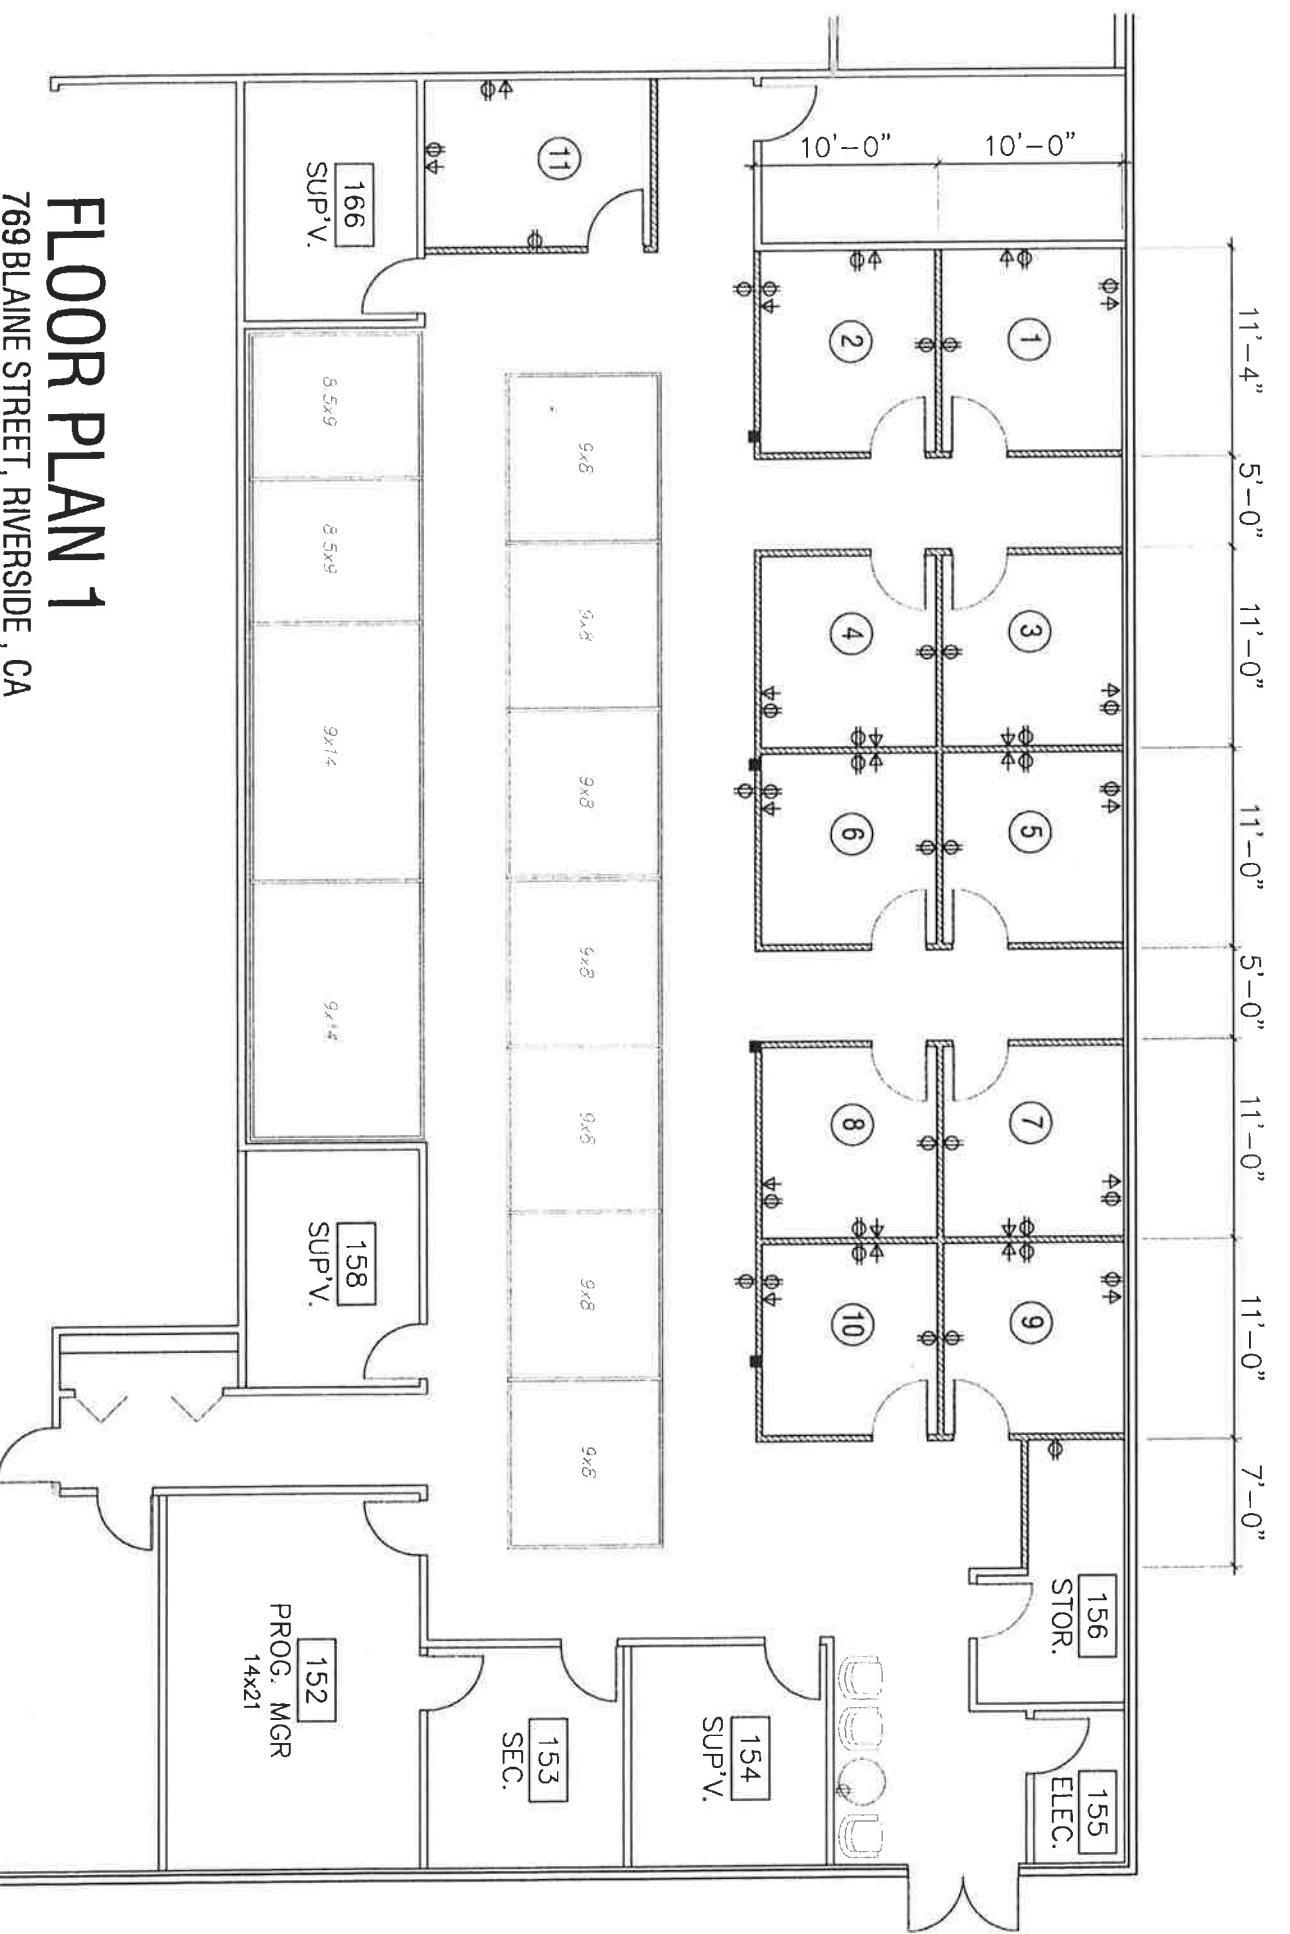 11'-4"
5'-0"
11'-0"
11'-0"
5'-0"
11'-0"
11'-0"
7'-0"
10'-0"
10'-0"
1
3
5
7
9
2
4
6
8
10
11
156
STOR.
155
ELEC.
154
SUP'V.
153
SEC.
152
PROG. MGR
14x21
9x8
9x8
9x8
9x8
9x8
9x8
9x8
166
SUP'V.
8.5x9
8.5x9
9x14
9x14
158
SUP'V.
FLOOR PLAN 1
769 BLAINE STREET, RIVERSIDE, CA